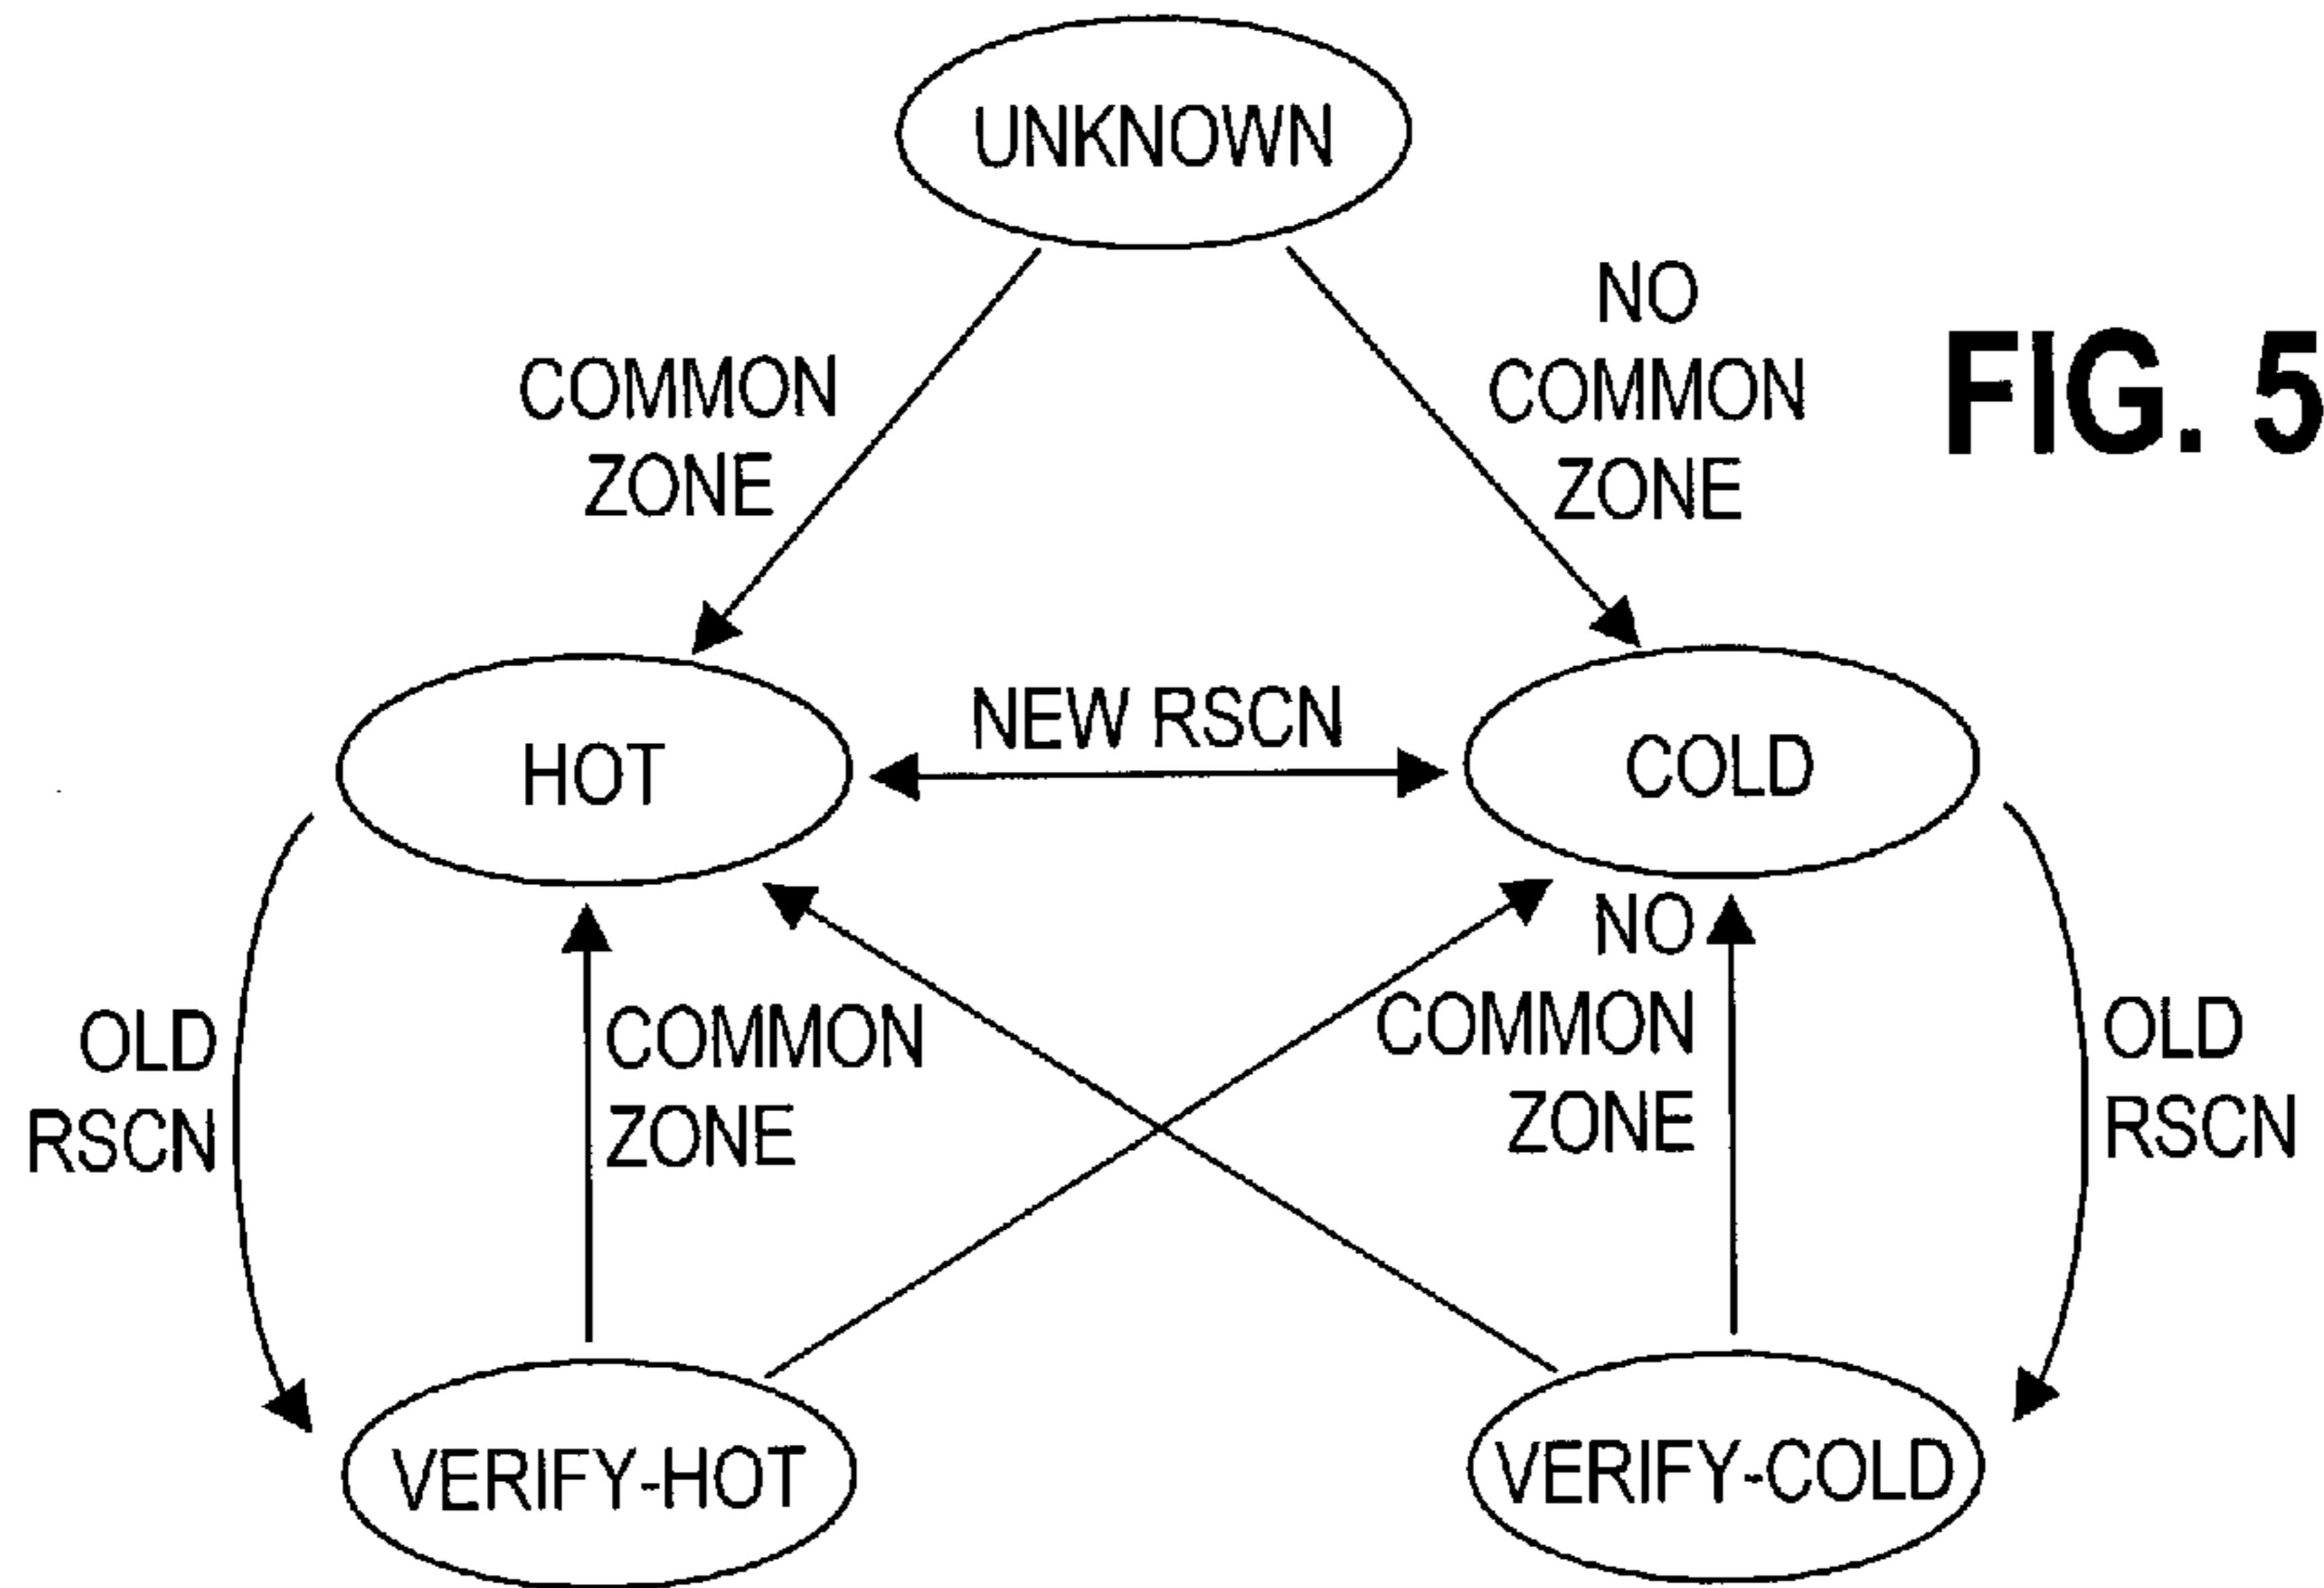 UNKNOWN
COMMON
ZONE
NO
COMMON
ZONE
FIG. 5
HOT
NEW RSCN
COLD
OLD
RSCN
COMMON
ZONE
NO
COMMON
ZONE
OLD
RSCN
VERIFY-HOT
VERIFY-COLD